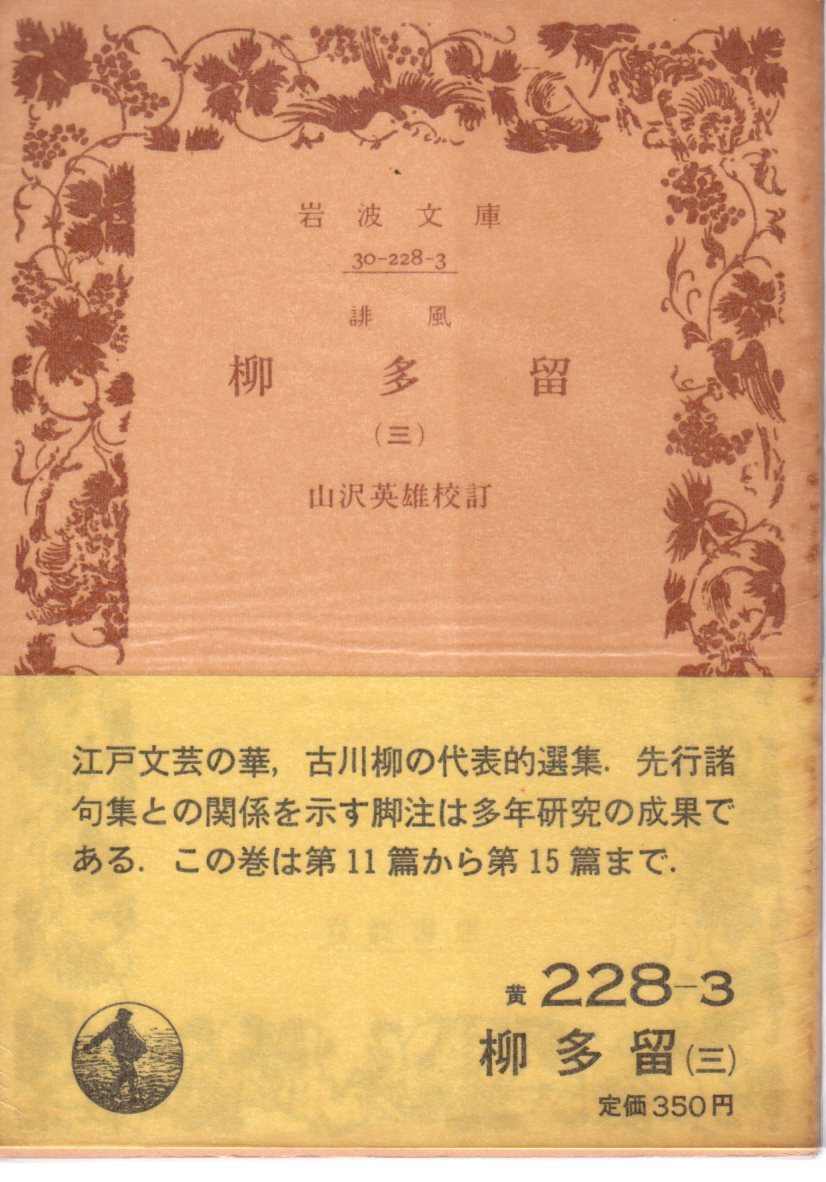 岩波文庫
30-228-3
誹風
柳多留
(三)
山沢英雄校訂
江戸文芸の華, 古川柳の代表的選集. 先行諸
句集との関係を示す脚注は多年研究の成果で
ある. この巻は第11篇から第15篇まで.
黄 228-3
柳多留(三)
定価350円